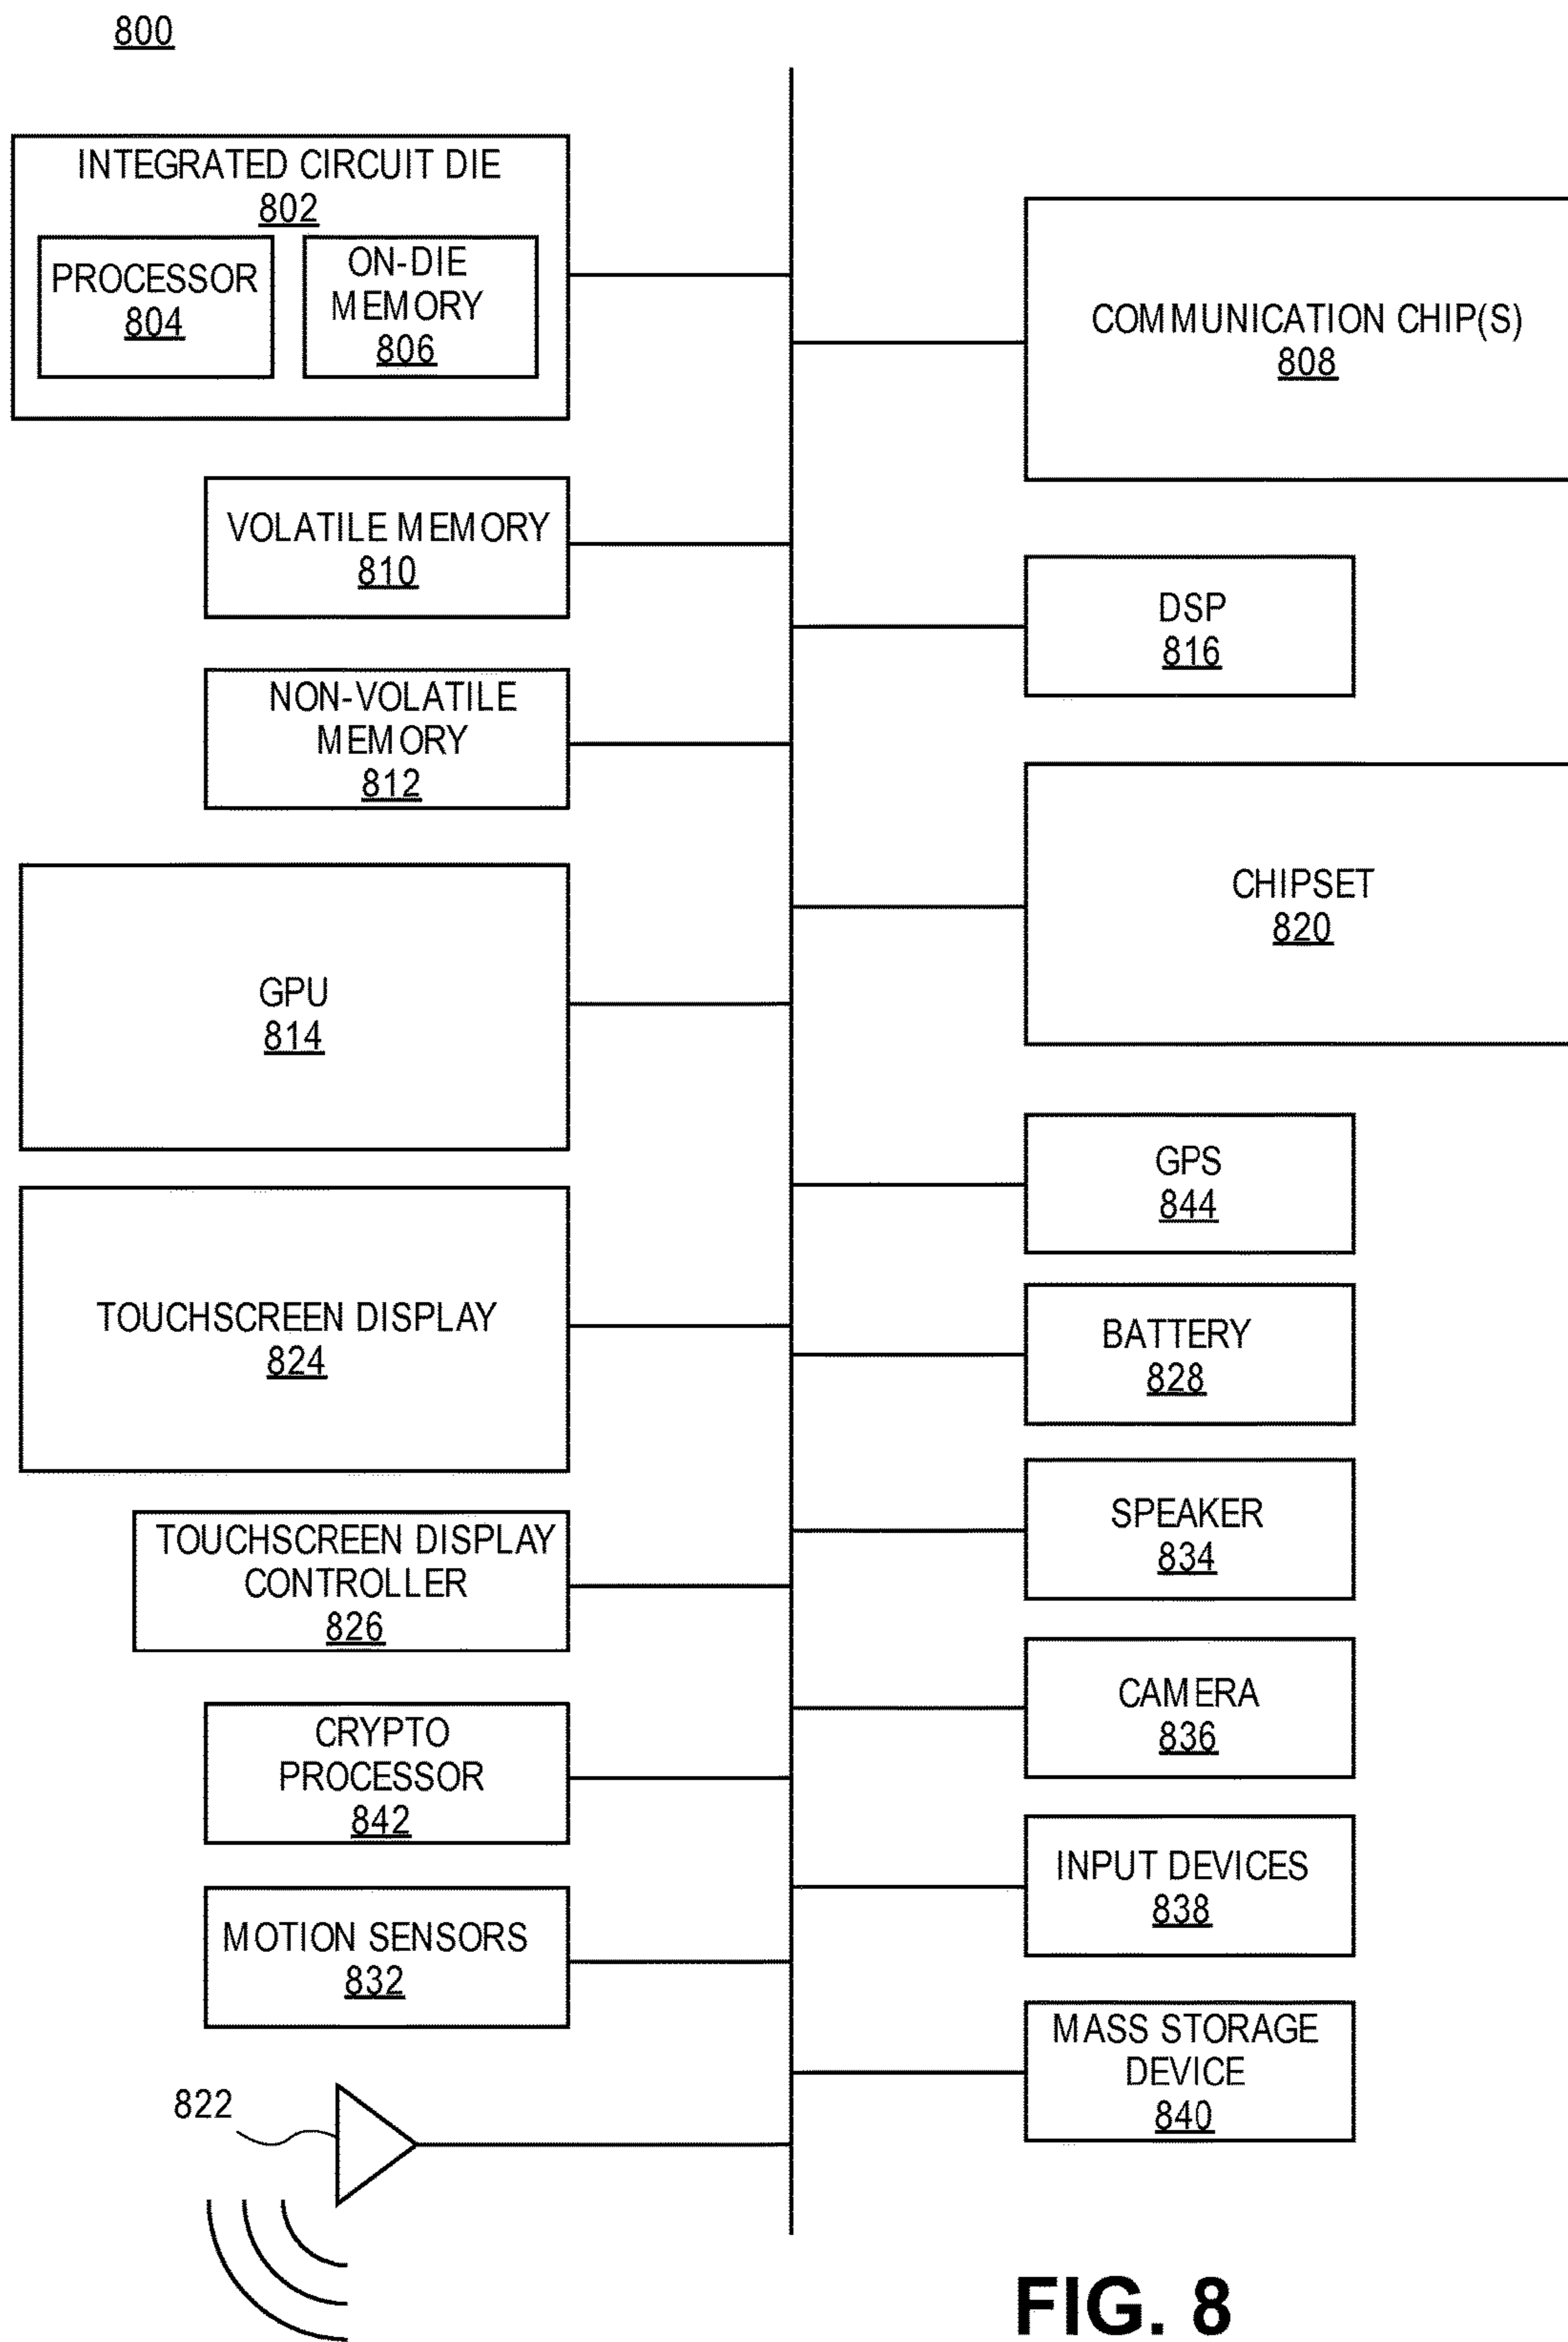 800
INTEGRATED CIRCUIT DIE
802
PROCESSOR
804
ON-DIE
MEMORY
806
COMMUNICATION CHIP(S)
808
VOLATILE MEMORY
810
DSP
816
NON-VOLATILE
MEMORY
812
CHIPSET
820
GPU
814
GPS
844
TOUCHSCREEN DISPLAY
824
BATTERY
828
SPEAKER
834
TOUCHSCREEN DISPLAY
CONTROLLER
826
CAMERA
836
CRYPTO
PROCESSOR
842
INPUT DEVICES
838
MOTION SENSORS
832
MASS STORAGE
DEVICE
840
822
FIG. 8